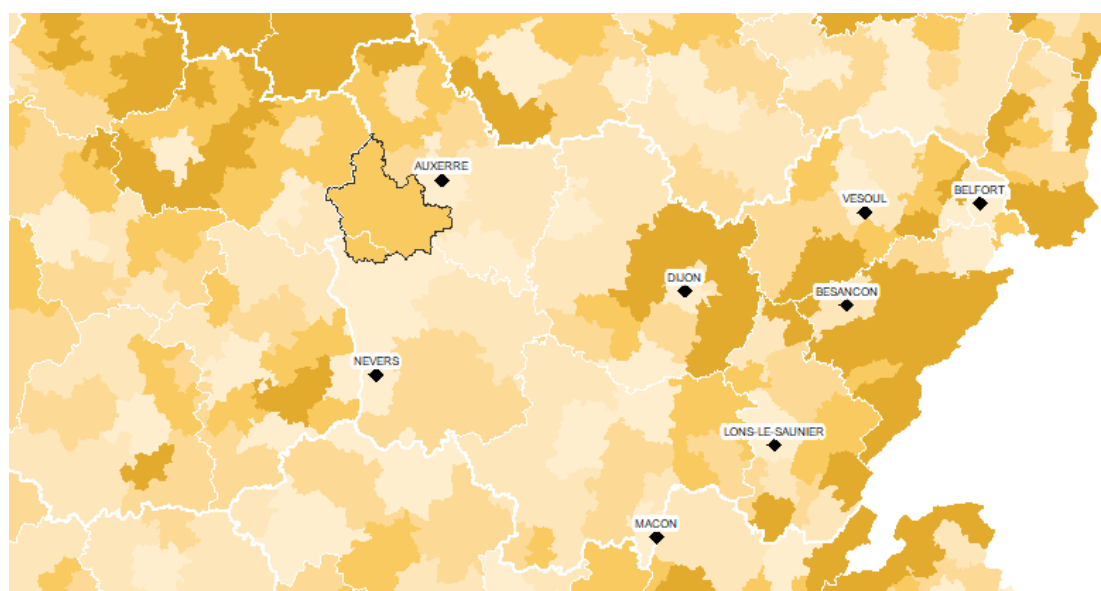 AUXERRE
VESOUL
BELFORT
DIJON
BESANCON
NEVERS
LONS-LE-SAUNIER
MACON